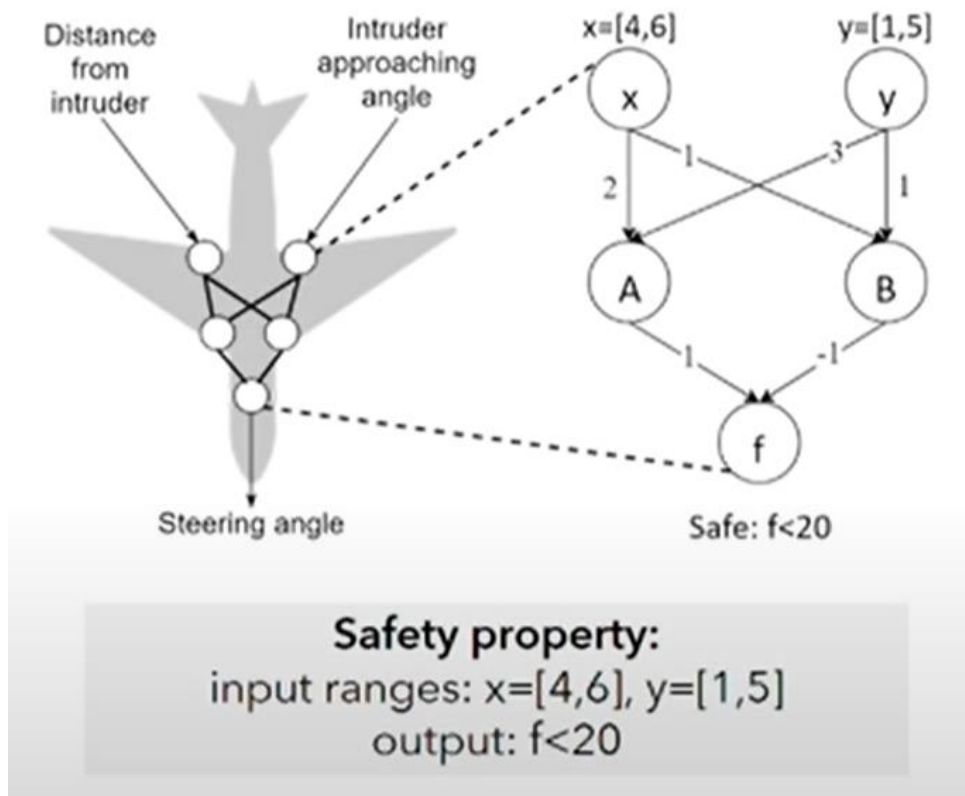 Distance
from
intruder
Intruder
approaching
angle
x=[4,6]
y=[1,5]
x
y
1
3
2
1
A
B
1
-1
f
Steering angle
Safe: f<20
Safety property:
input ranges: x=[4,6], y=[1,5]
output: f<20